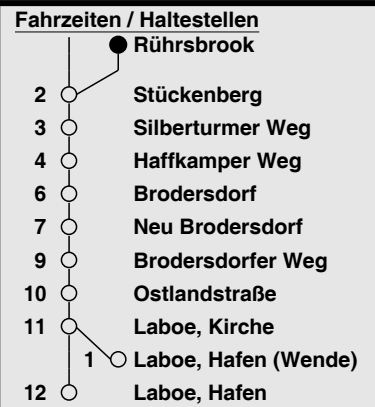 Fahrzeiten / Haltestellen
Rührsbrook
2 Stückenberg
3 Silberturmer Weg
4 Haffkamper Weg
6 Brodersdorf
7 Neu Brodersdorf
9 Brodersdorfer Weg
10 Ostlandstraße
11 Laboe, Kirche
1 Laboe, Hafen (Wende)
12 Laboe, Hafen